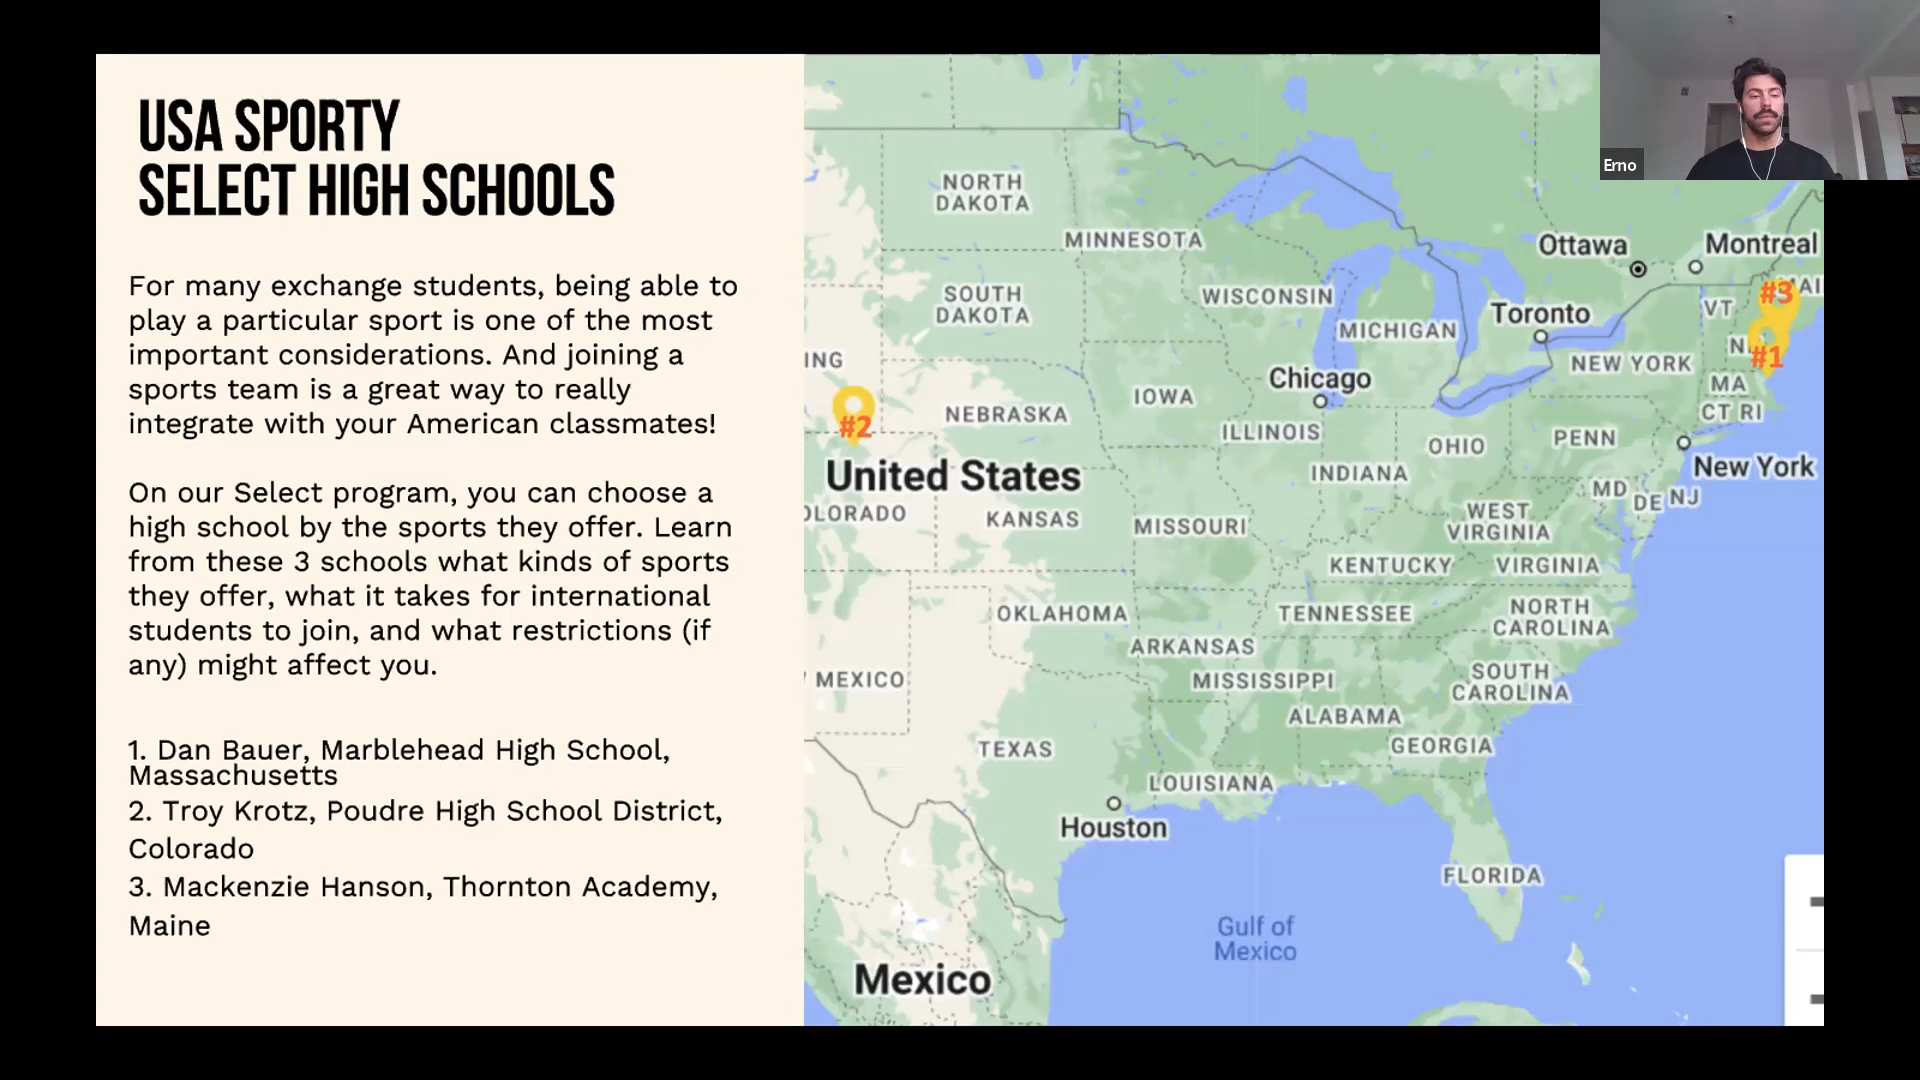 USA SPORTY
SELECT HIGH SCHOOLS
For many exchange students, being able to
play a particular sport is one of the most
important considerations. And joining a
sports team is a great way to really
integrate with your American classmates!
On our Select program, you can choose a
high school by the sports they offer. Learn
from these 3 schools what kinds of sports
they offer, what it takes for international
students to join, and what restrictions (if
any) might affect you.
1. Dan Bauer, Marblehead High School,
Massachusetts
2. Troy Krotz, Poudre High School District,
Colorado
3. Mackenzie Hanson, Thornton Academy,
Maine
Erno
NORTH
DAKOTA
MINNESOTA
Ottawa
Montreal
SOUTH
DAKOTA
WISCONSIN
MICHIGAN
Toronto
VT
#3
AI
ING
#2
NEBRASKA
IOWA
Chicago
NEW YORK
N
#1
MA
CT RI
ILLINOIS
OHIO
PENN
United States
INDIANA
New York
OLORADO
KANSAS
MISSOURI
WEST
VIRGINIA
MD
DE
NJ
KENTUCKY
VIRGINIA
OKLAHOMA
TENNESSEE
NORTH
CAROLINA
ARKANSAS
MEXICO
MISSISSIPPI
SOUTH
CAROLINA
ALABAMA
TEXAS
GEORGIA
LOUISIANA
Houston
FLORIDA
Gulf of
Mexico
Mexico